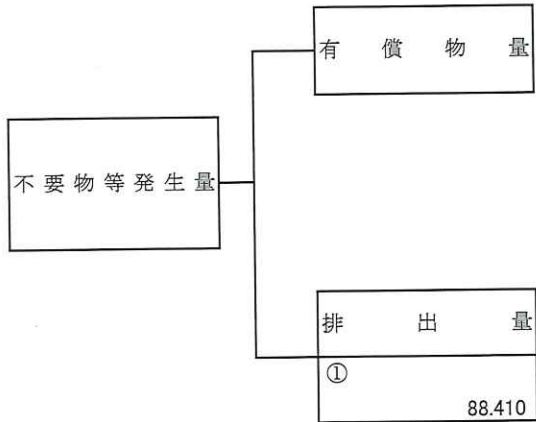 有償物量
不要物等発生量
排出量
①
88.410